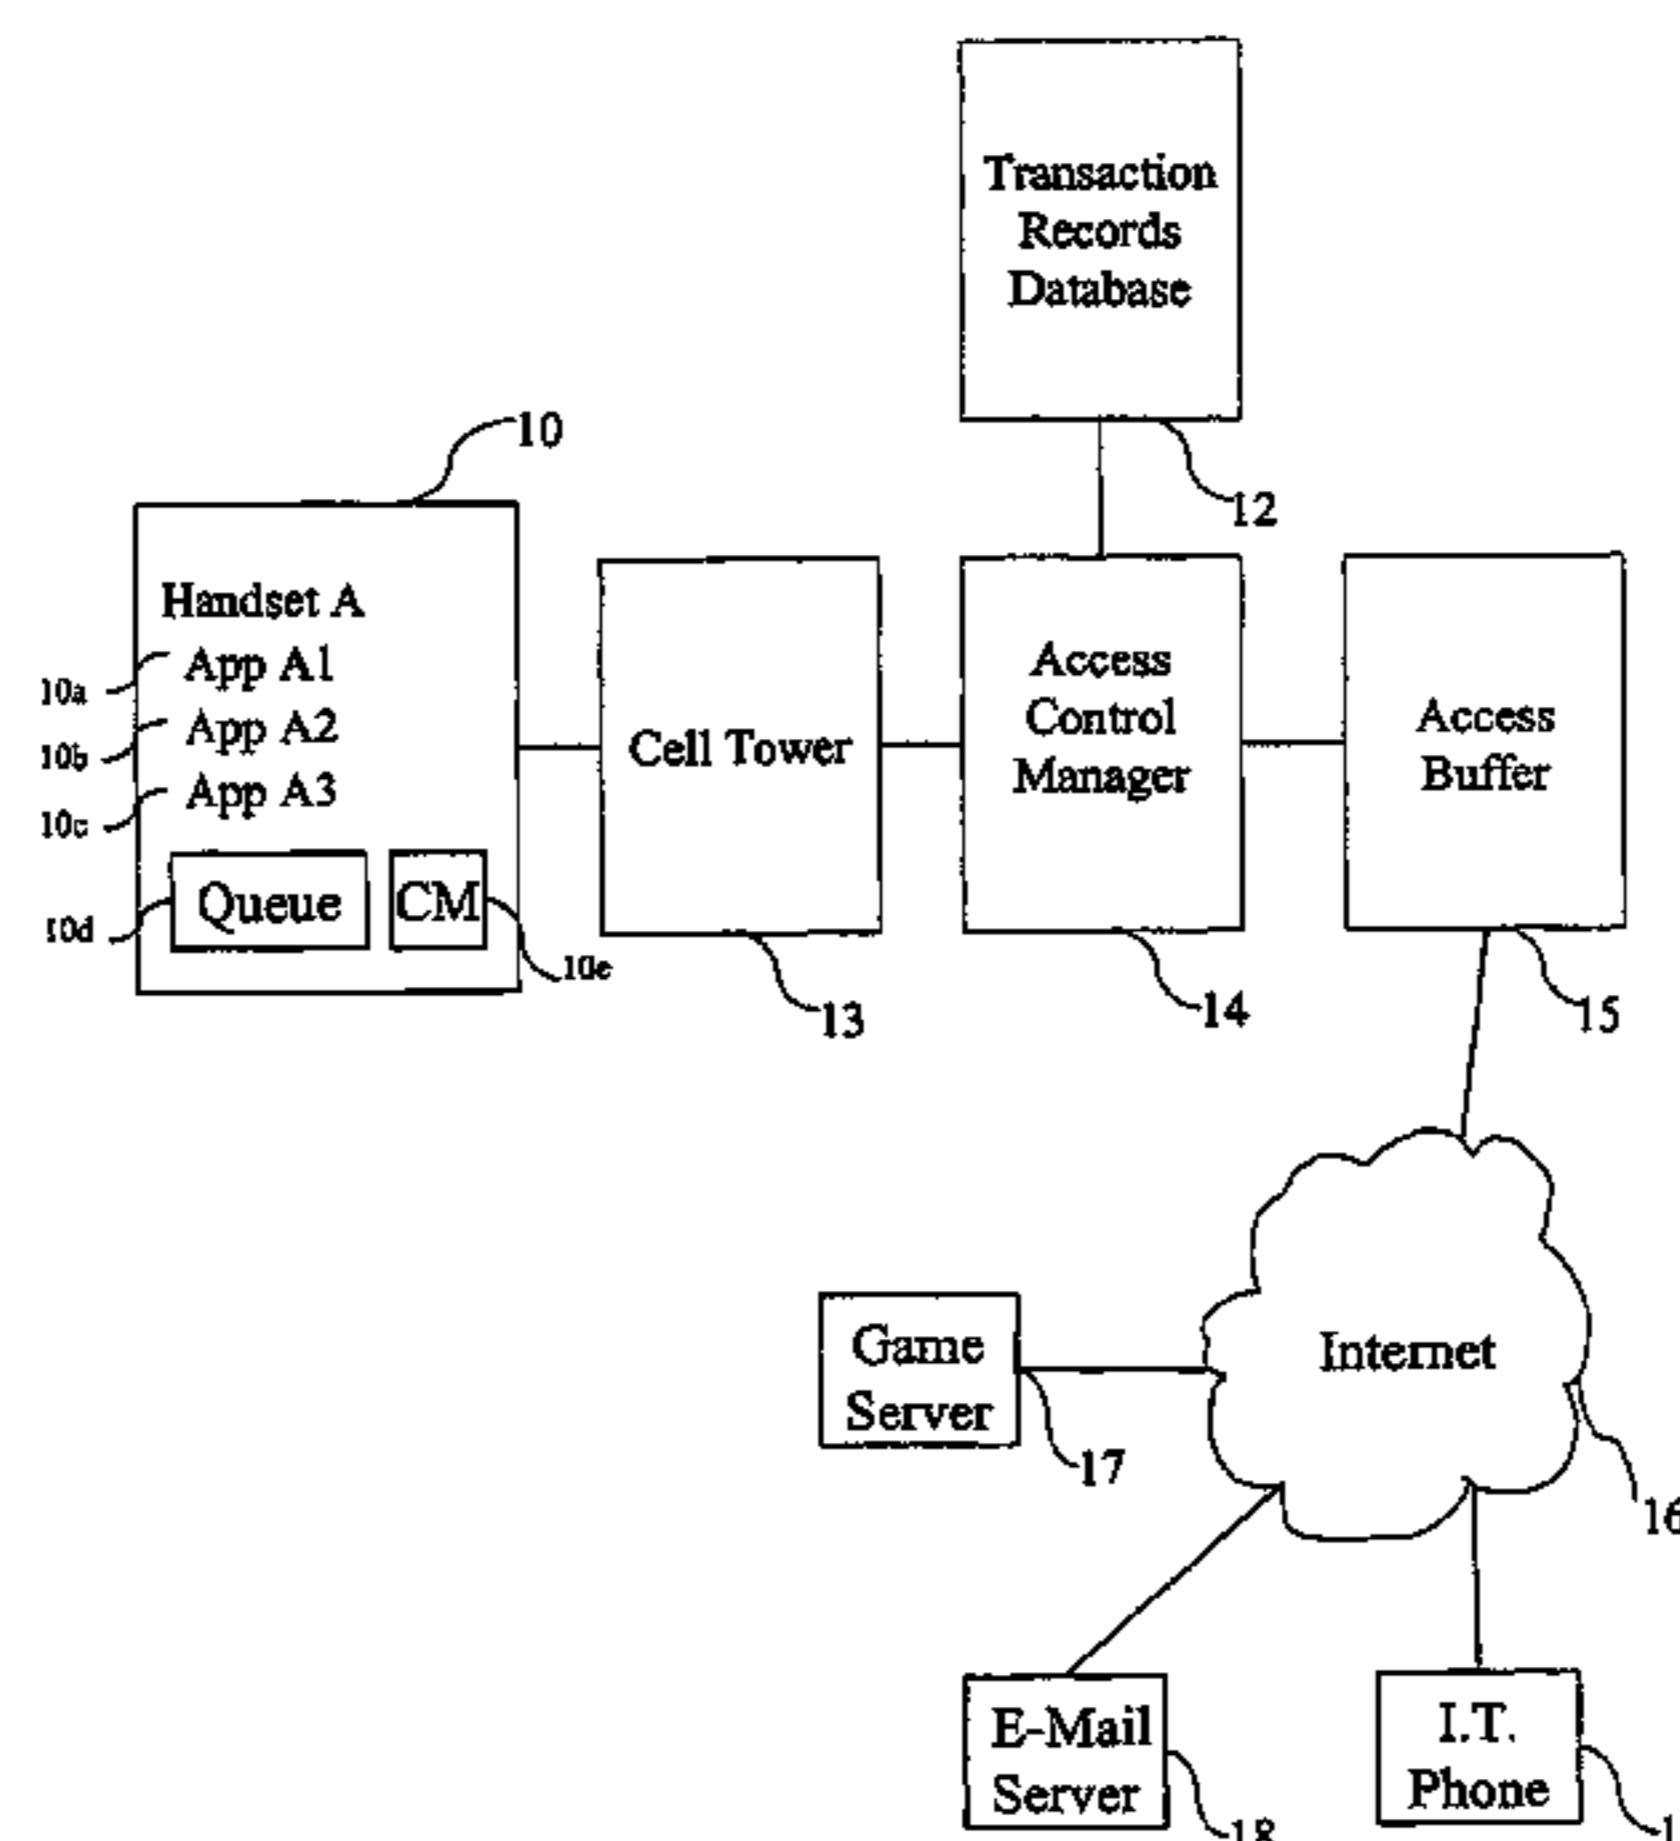 Transaction
Records
Database
12
10
Handset A
10a
App A1
10b
App A2
10c
App A3
10d
Queue
CM
10e
Cell Tower
13
Access
Control
Manager
14
Access
Buffer
15
Internet
16
Game
Server
17
E-Mail
Server
18
I.T.
Phone